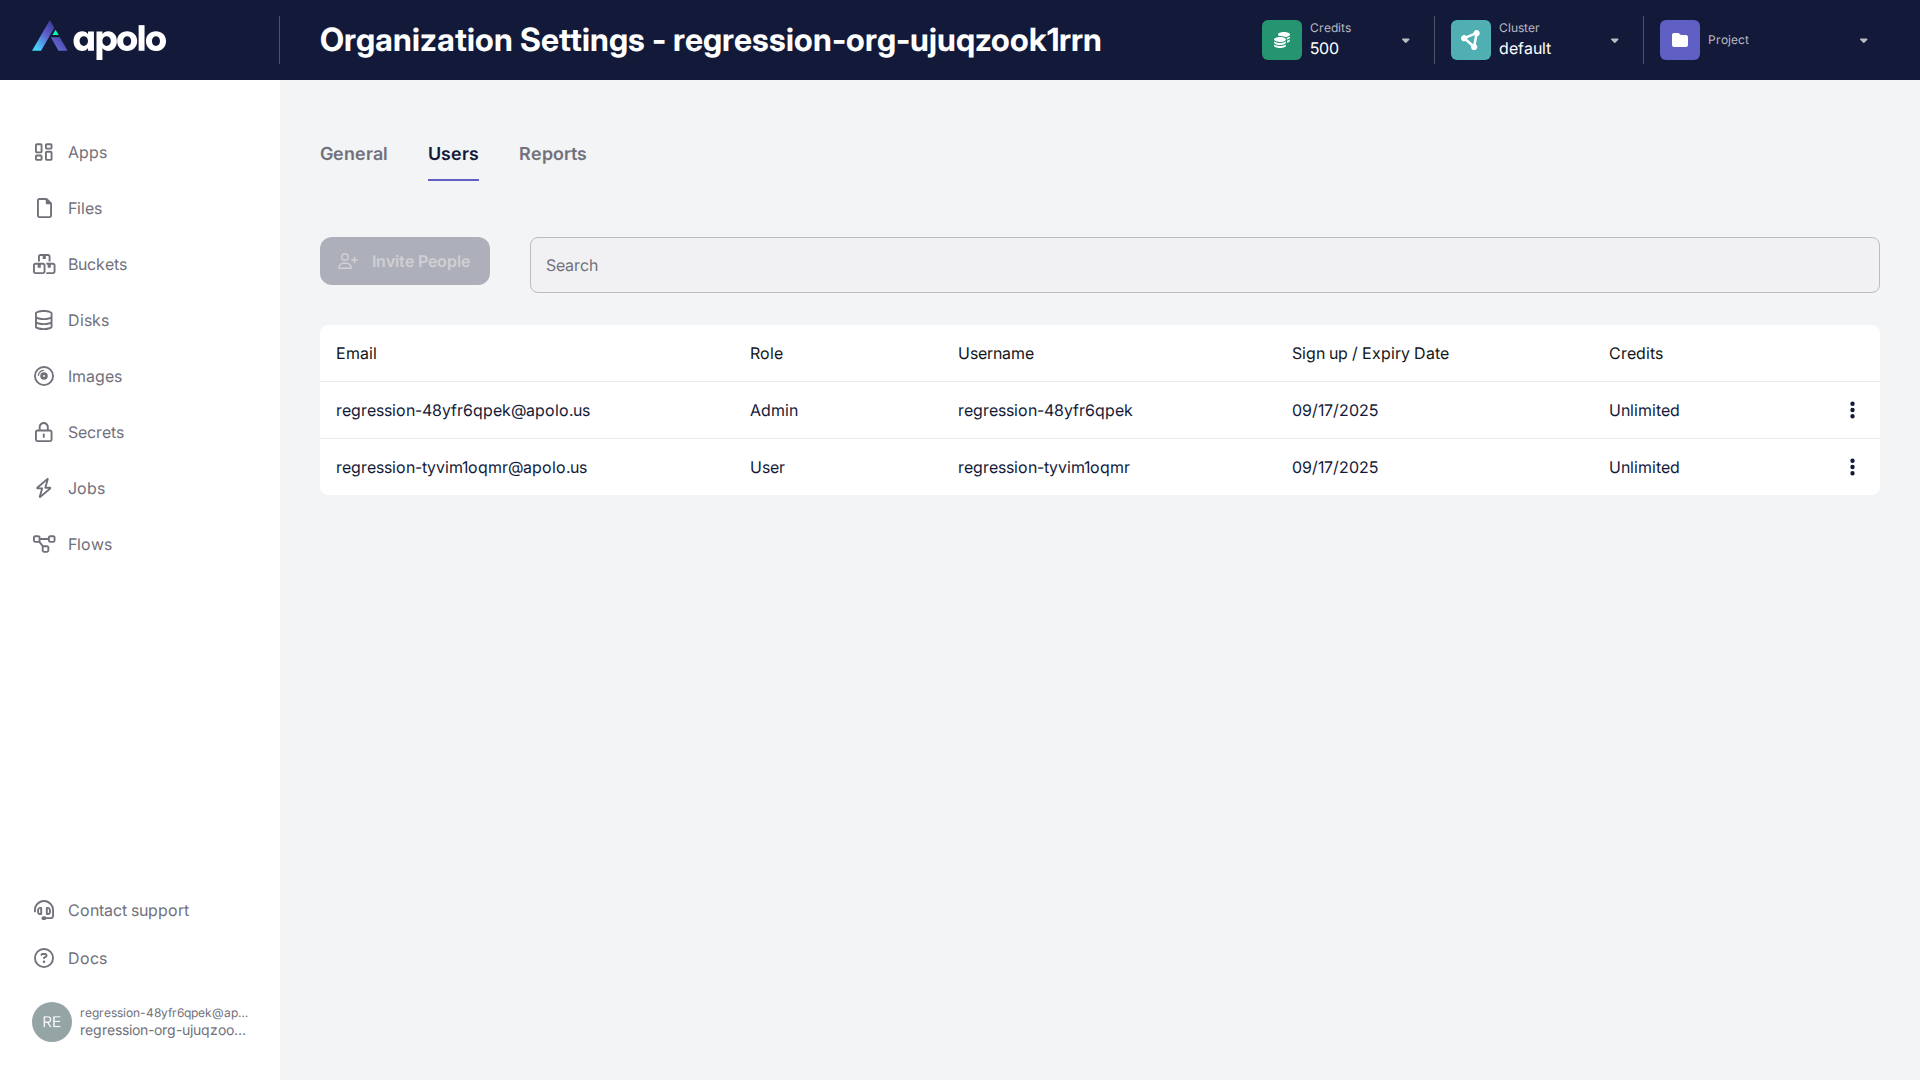 apolo
Organization Settings - regression-org-ujuqzook1rrn
Credits
500
Cluster
default
Project
Apps
Files
Buckets
Disks
Images
Secrets
Jobs
Flows
General
Users
Reports
Invite People
Search
Email Role Username Sign up / Expiry Date Credits
regression-48yfr6qpek@apolo.us Admin regression-48yfr6qpek 09/17/2025 Unlimited
regression-tyvim1oqmr@apolo.us User regression-tyvim1oqmr 09/17/2025 Unlimited
Contact support
Docs
RE
regression-48yfr6qpek@ap...
regression-org-ujuqzoo...